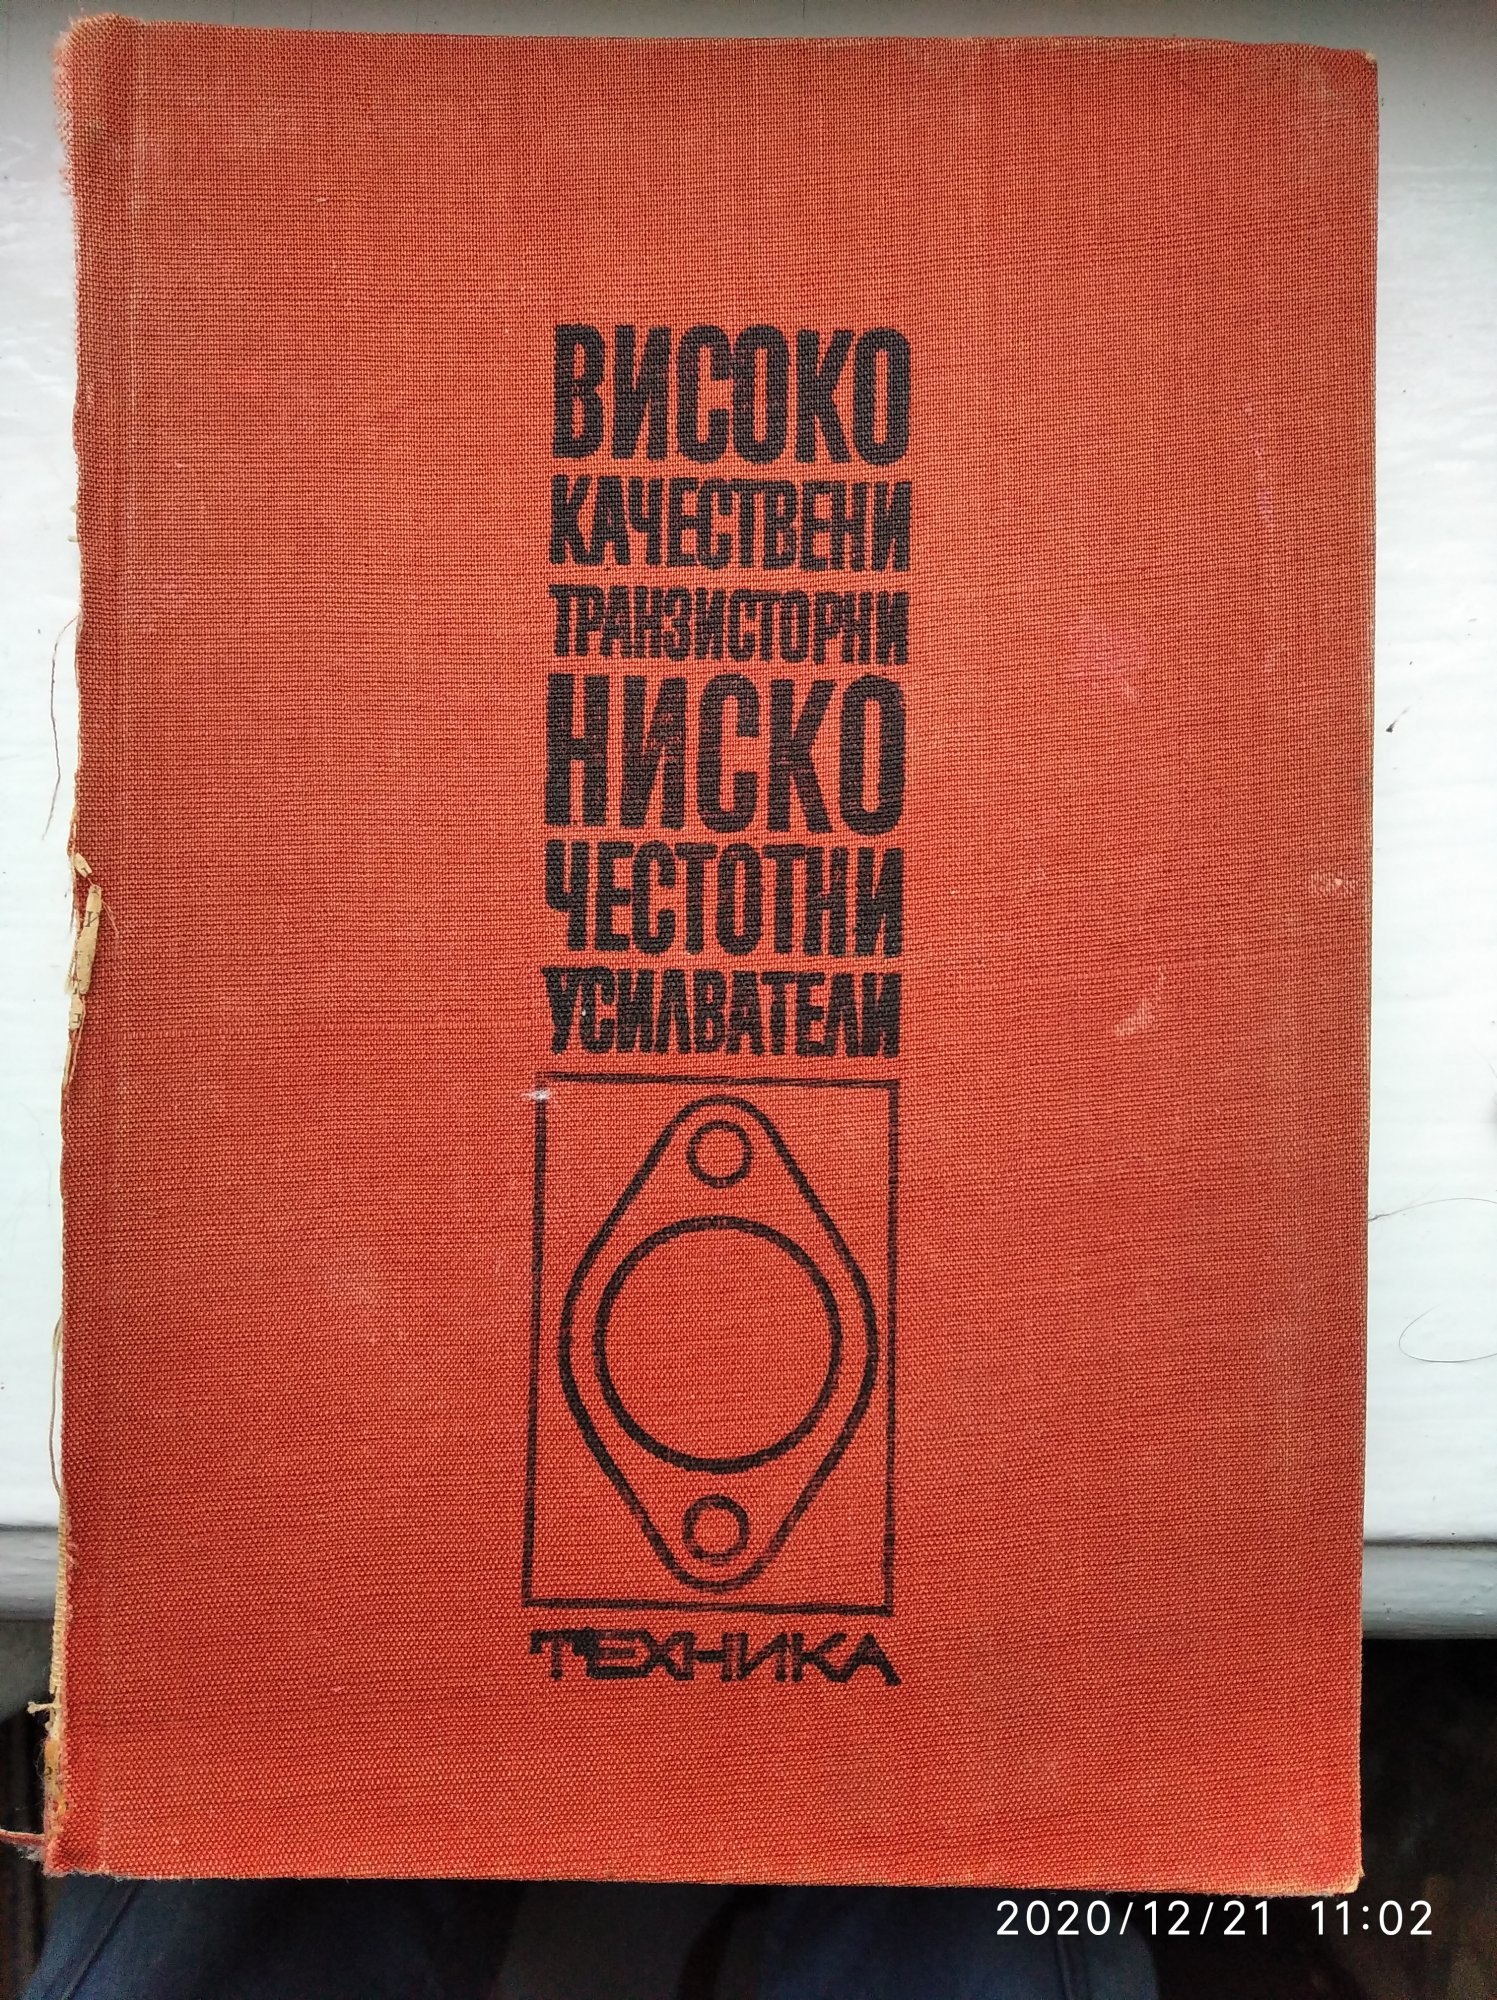 ВИСОКО
КАЧЕСТВЕНИ
ТРАНЗИСТОРНИ
НИСКО
ЧЕСТОТНИ
УСИЛВАТЕЛИ
ТЕХНИКА
2020/12/21 11:02